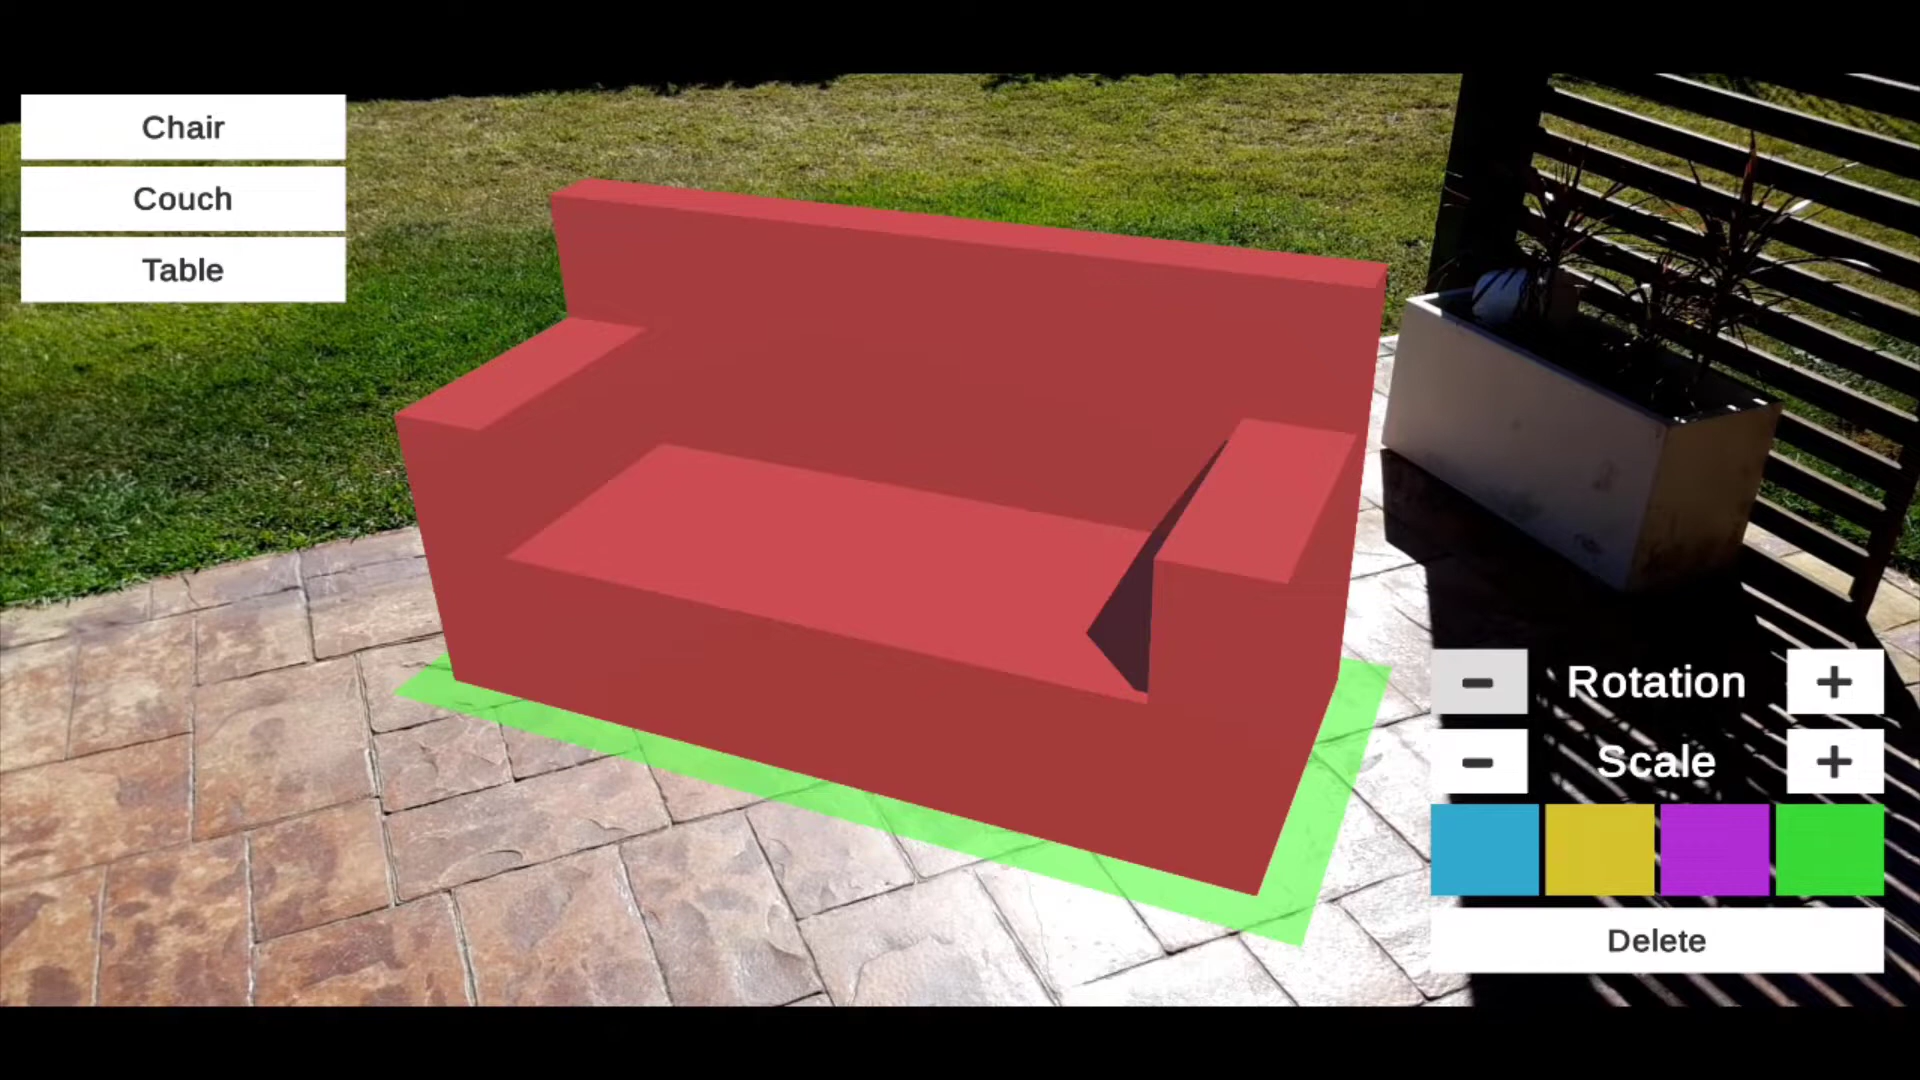 Chair
Couch
Table
- Rotation +
- Scale +
Delete